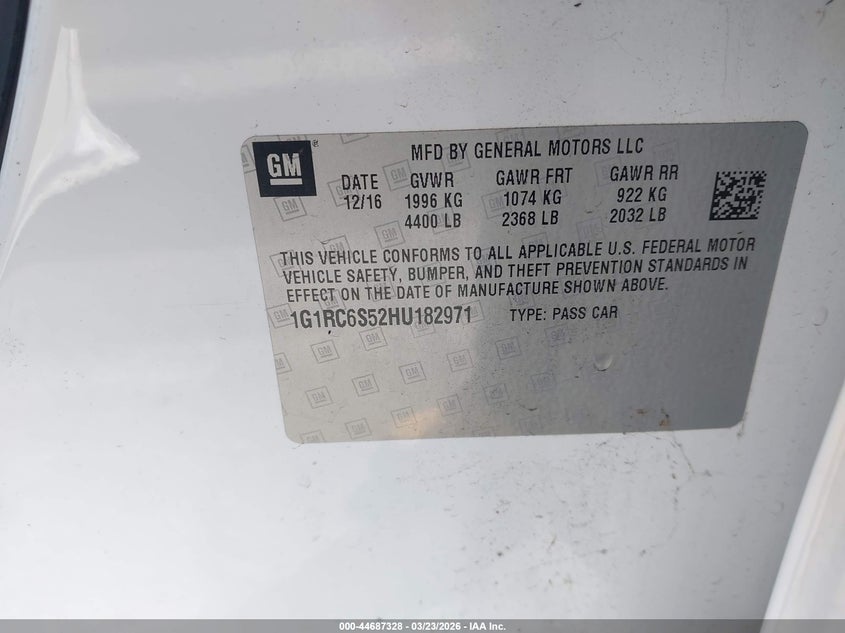 GM ® MFD BY GENERAL MOTORS LLC
DATE GVWR GAWR FRT GAWR RR
12/16 1996 KG 1074 KG 922 KG
4400 LB 2368 LB 2032 LB
THIS VEHICLE CONFORMS TO ALL APPLICABLE U.S. FEDERAL MOTOR
VEHICLE SAFETY, BUMPER, AND THEFT PREVENTION STANDARDS IN
EFFECT ON THE DATE OF MANUFACTURE SHOWN ABOVE.
1G1RC6S52HU182971 TYPE: PASS CAR
000-44687328 - 03/23/2026 - IAA Inc.